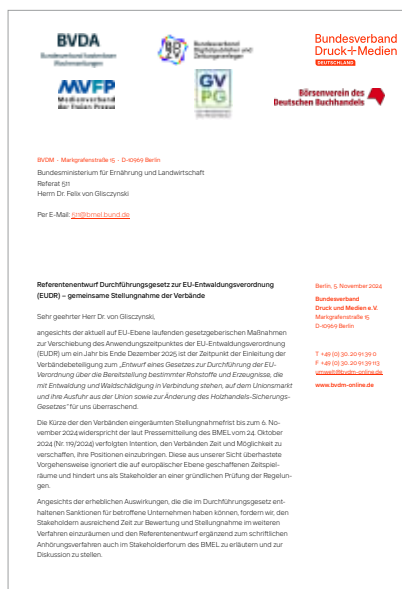 BVDA
Bundesverband kostenloser
Wochenzeitungen
BDZV
Bundesverband
Digitalpublisher und
Zeitungsverleger
Bundesverband
Druck+Medien
DEUTSCHLAND
MVFP
Medienverband
der freien Presse
GV
PG
Börsenverein des
Deutschen Buchhandels
BVDM · Markgrafenstraße 15 · D-10969 Berlin
Bundesministerium für Ernährung und Landwirtschaft
Referat 511
Herrn Dr. Felix von Glisczynski
Per E-Mail: 511@bmel.bund.de
Referentenentwurf Durchführungsgesetz zur EU-Entwaldungsverordnung
(EUDR) – gemeinsame Stellungnahme der Verbände
Sehr geehrter Herr Dr. von Glisczynski,
angesichts der aktuell auf EU-Ebene laufenden gesetzgeberischen Maßnahmen
zur Verschiebung des Anwendungszeitpunktes der EU-Entwaldungsverordnung
(EUDR) um ein Jahr bis Ende Dezember 2025 ist der Zeitpunkt der Einleitung der
Verbändebeteiligung zum „Entwurf eines Gesetzes zur Durchführung der EU-
Verordnung über die Bereitstellung bestimmter Rohstoffe und Erzeugnisse, die
mit Entwaldung und Waldschädigung in Verbindung stehen, auf dem Unionsmarkt
und ihre Ausfuhr aus der Union sowie zur Änderung des Holzhandels-Sicherungs-
Gesetzes“ für uns überraschend.
Die Kürze der den Verbänden eingeräumten Stellungnahmefrist bis zum 6. No-
vember 2024 widerspricht der laut Pressemitteilung des BMEL vom 24. Oktober
2024 (Nr. 119/2024) verfolgten Intention, den Verbänden Zeit und Möglichkeit zu
verschaffen, ihre Positionen einzubringen. Diese aus unserer Sicht überhastete
Vorgehensweise ignoriert die auf europäischer Ebene geschaffenen Zeitspiel-
räume und hindert uns als Stakeholder an einer gründlichen Prüfung der Regelun-
gen.
Angesichts der erheblichen Auswirkungen, die die im Durchführungsgesetz ent-
haltenen Sanktionen für betroffene Unternehmen haben können, fordern wir, den
Stakeholdern ausreichend Zeit zur Bewertung und Stellungnahme im weiteren
Verfahren einzuräumen und den Referentenentwurf ergänzend zum schriftlichen
Anhörungsverfahren auch im Stakeholderforum des BMEL zu erläutern und zur
Diskussion zu stellen.
Berlin, 5. November 2024
Bundesverband
Druck und Medien e.V.
Markgrafenstraße 15
D-10969 Berlin
T +49 (0) 30. 20 91 39 0
F +49 (0) 30. 20 91 39 113
umwelt@bvdm-online.de
www.bvdm-online.de